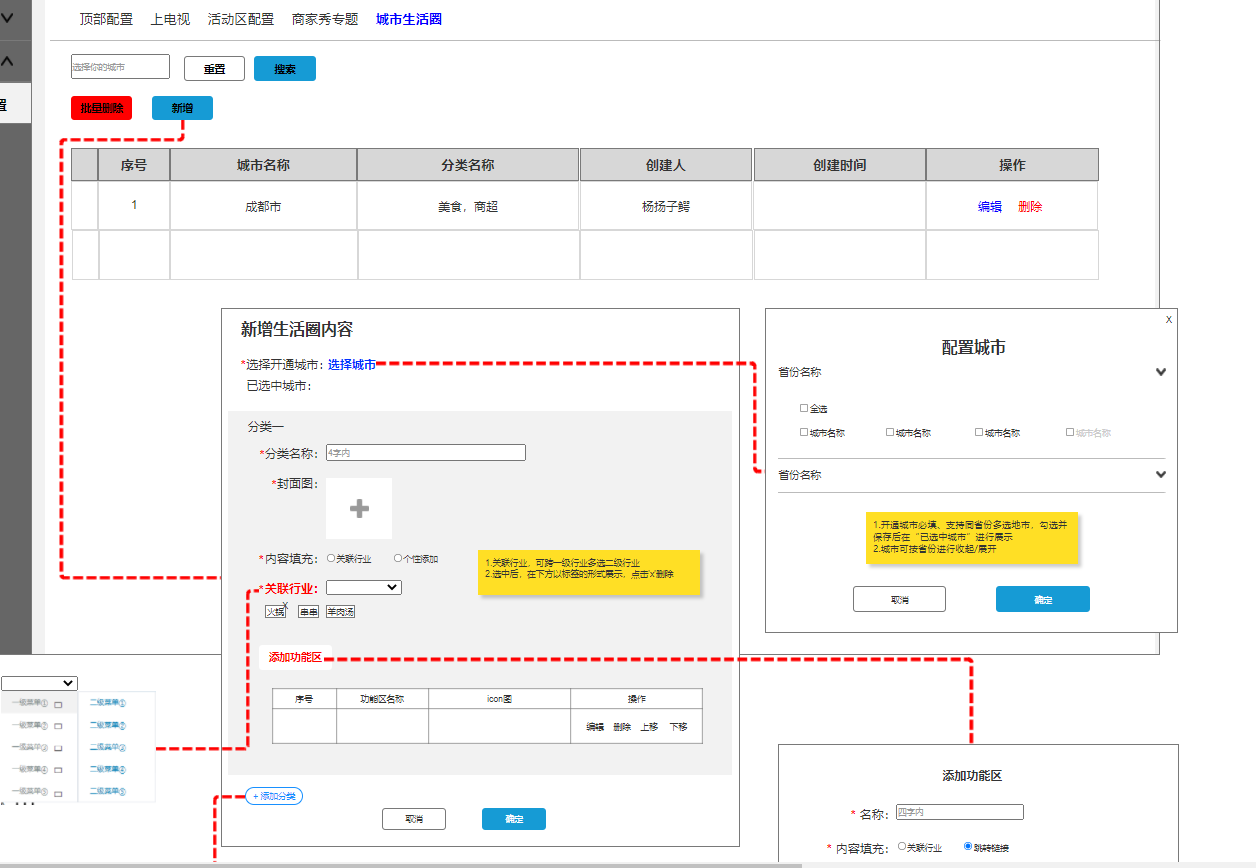 顶部配置 上电视 活动区配置 商家秀专题 城市生活圈
选择你的城市 重置 搜索
置
批量删除 新增
序号 城市名称 分类名称 创建人 创建时间 操作
1 成都市 美食，商超 杨扬子鳄 编辑 删除
新增生活圈内容
*选择开通城市：选择城市
已选中城市：
分类一
*分类名称： 4字内
*封面图：
*内容填充： 关联行业 个性添加
*关联行业：
火锅 X 串串 羊肉汤
1.关联行业，可跨一级行业多选二级行业
2.选中后，在下方以标签的形式展示，点击'x'删除
添加功能区
序号 功能区名称 icon图 操作
编辑 删除 上移 下移
+ 添加分类
取消 确定
X
配置城市
省份名称
全选
城市名称 城市名称 城市名称 城市名称
省份名称
1.开通城市必填、支持同省份多选地市，勾选并
保存后在“已选中城市”进行展示
2.城市可按省份进行收起/展开
取消 确定
一级菜单① 二级菜单①
一级菜单② 二级菜单②
一级菜单③ 二级菜单③
一级菜单④ 二级菜单④
一级菜单⑤ 二级菜单⑤
添加功能区
* 名称： 四字内
* 内容填充： 关联行业 跳转链接